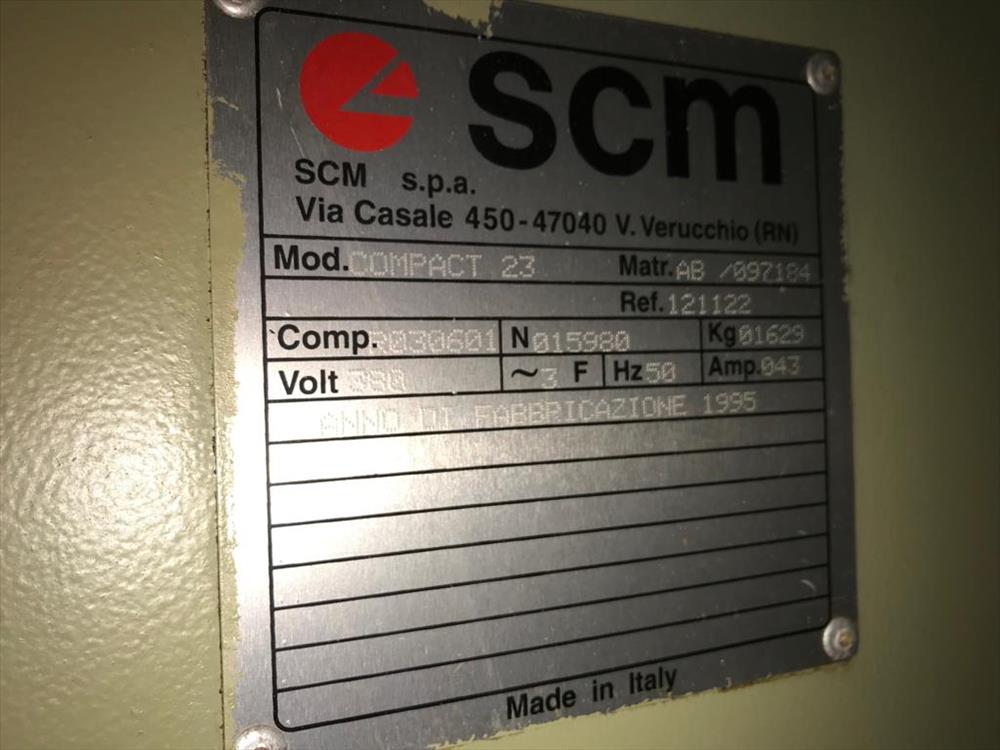 scm
SCM s.p.a.
Via Casale 450-47040 V. Verucchio (RN)
Mod. COMPACT 23 Matr. AB /097184
Ref. 121122
Comp. R030601 N 015980 Kg 01629
Volt 380 ~ 3 F Hz 50 Amp. 043
ANNO DI FABBRICAZIONE 1995
Made in Italy